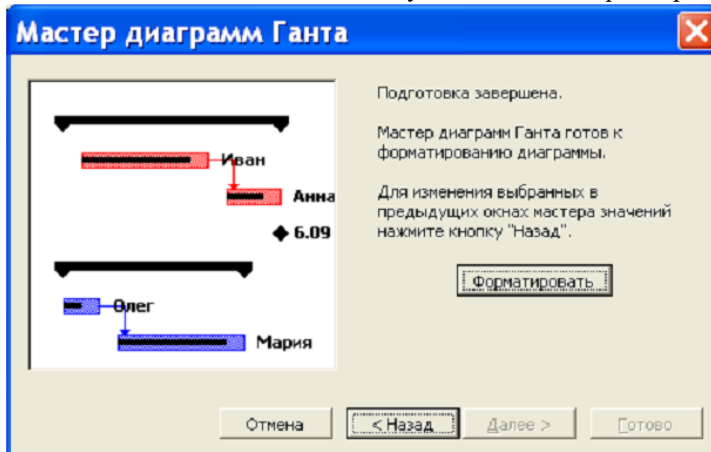 Мастер диаграмм Ганта
Подготовка завершена.
Мастер диаграмм Ганта готов к
форматированию диаграммы.
Для изменения выбранных в
предыдущих окнах мастера значений
нажмите кнопку "Назад".
Форматировать
Иван
Анна
6.09
Олег
Мария
Отмена
< Назад
Далее >
Готово